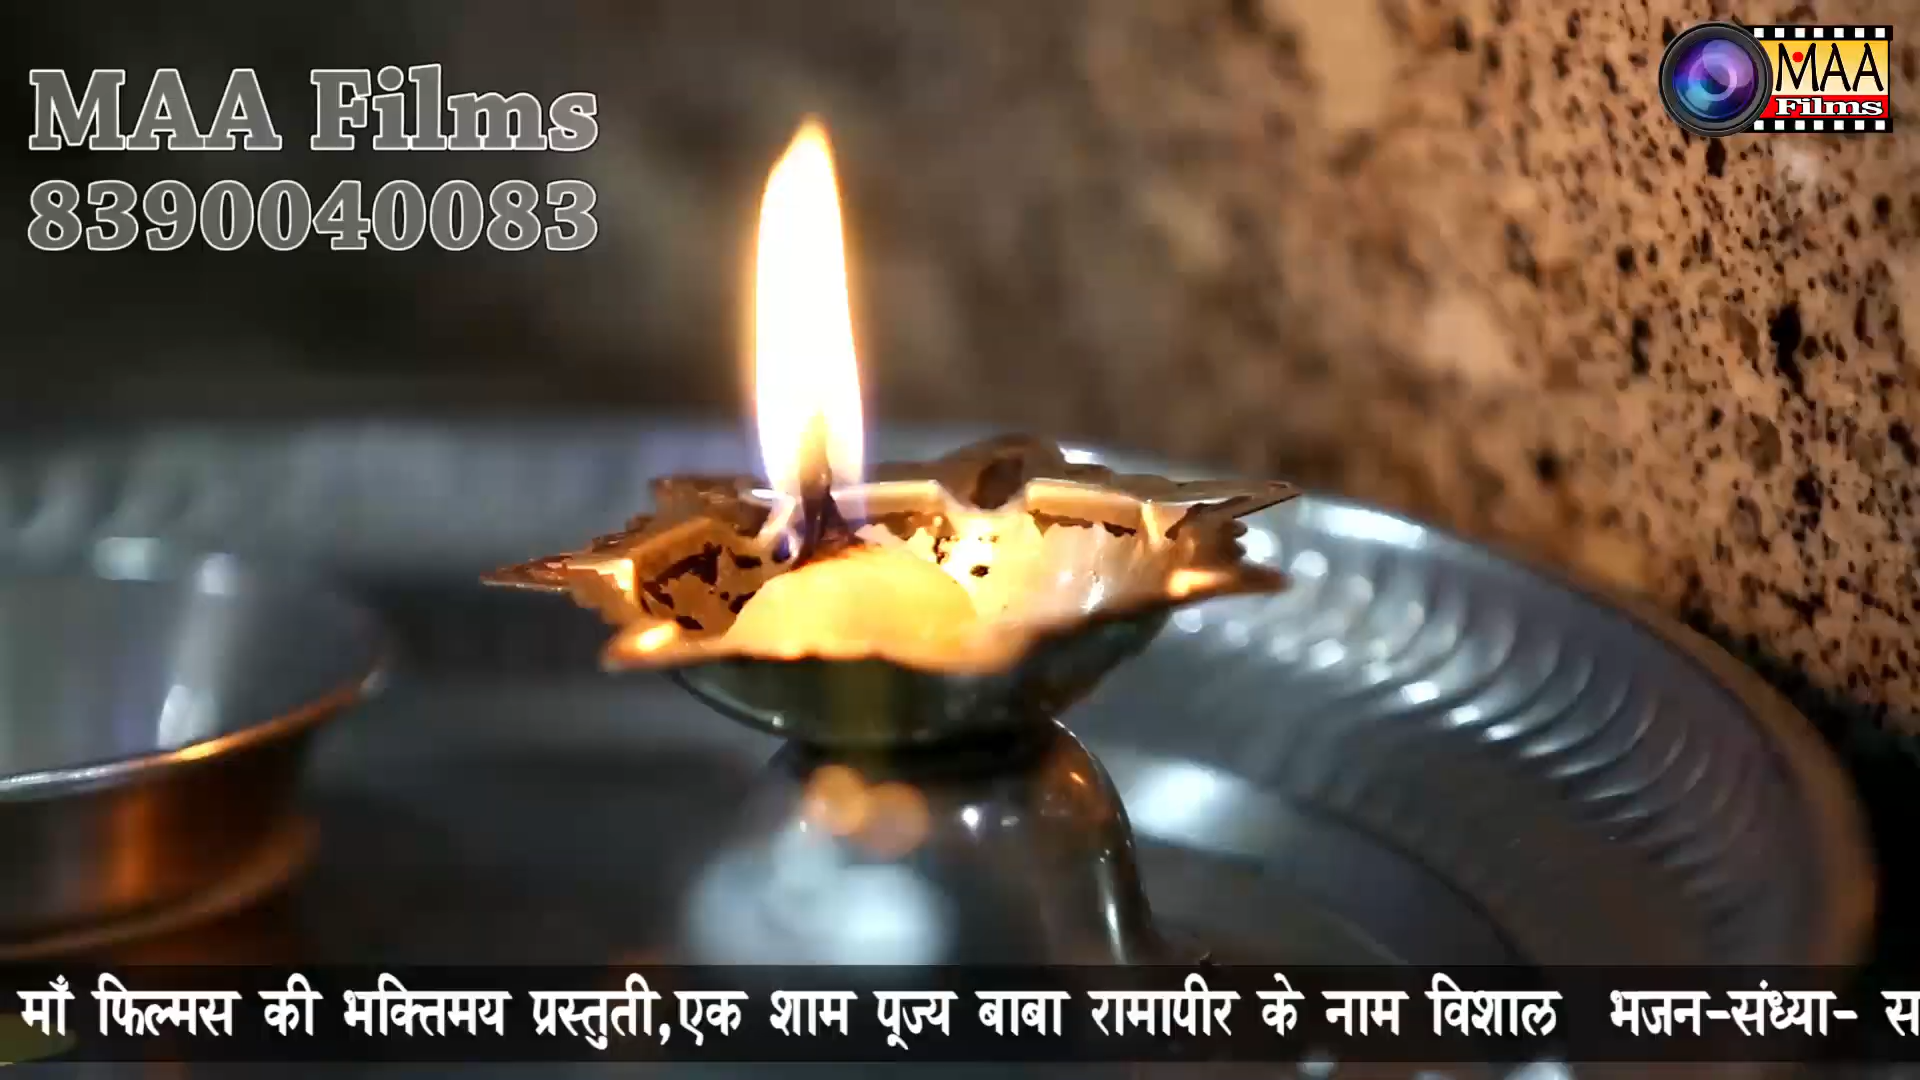 MAA Films
8390040083
MAA
Films
माँ फिल्मस की भक्तिमय प्रस्तुती,एक शाम पूज्य बाबा रामापीर के नाम विशाल भजन-संध्या- स